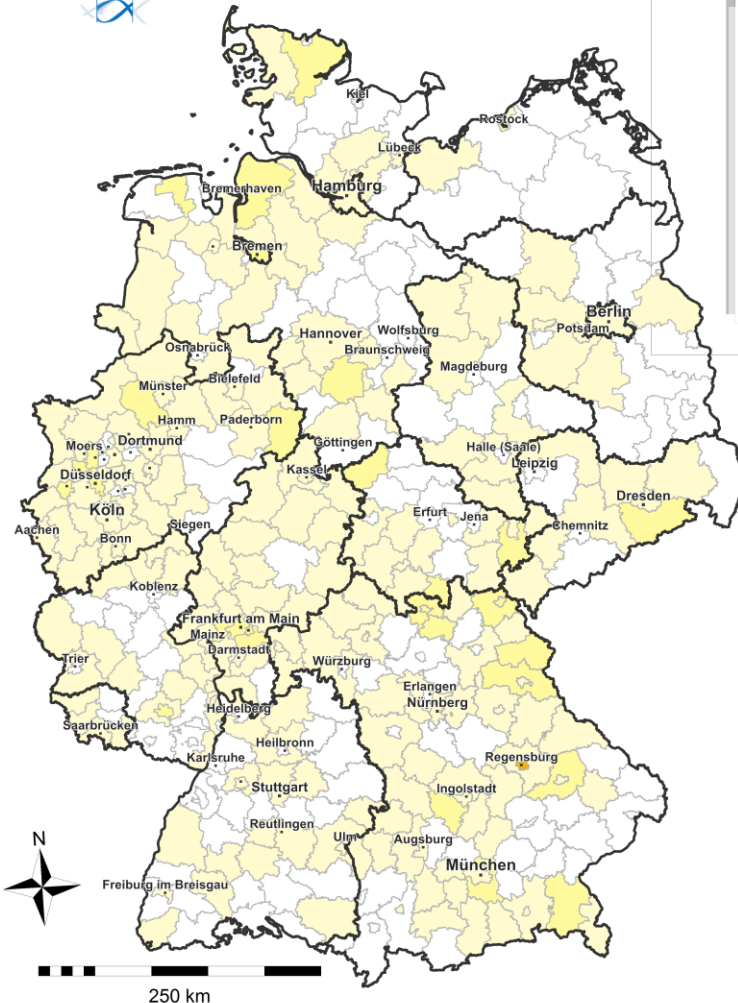 Kiel
Rostock
Lübeck
Bremerhaven
Hamburg
Bremen
Berlin
Potsdam
Hannover
Wolfsburg
Braunschweig
Osnabrück
Bielefeld
Magdeburg
Münster
Hamm
Paderborn
Moers
Dortmund
Göttingen
Halle (Saale)
Leipzig
Düsseldorf
Kassel
Dresden
Köln
Erfurt
Jena
Chemnitz
Aachen
Siegen
Bonn
Koblenz
Frankfurt am Main
Mainz
Darmstadt
Trier
Würzburg
Erlangen
Nürnberg
Heidelberg
Saarbrücken
Heilbronn
Karlsruhe
Regensburg
Stuttgart
Ingolstadt
Reutlingen
Ulm
Augsburg
München
N
Freiburg im Breisgau
250 km